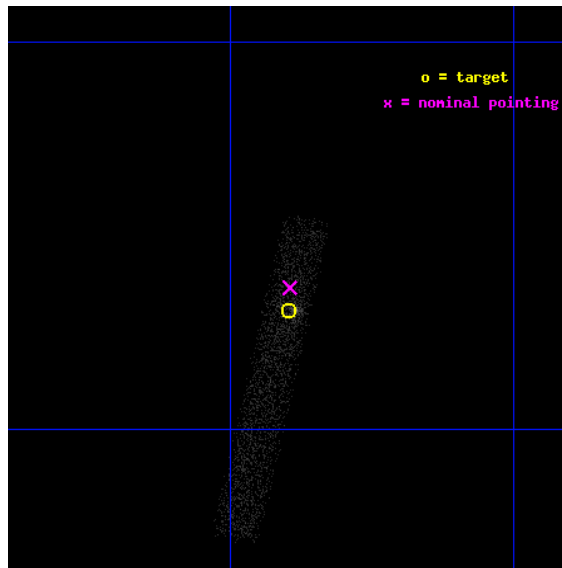 o = target
x = nominal pointing